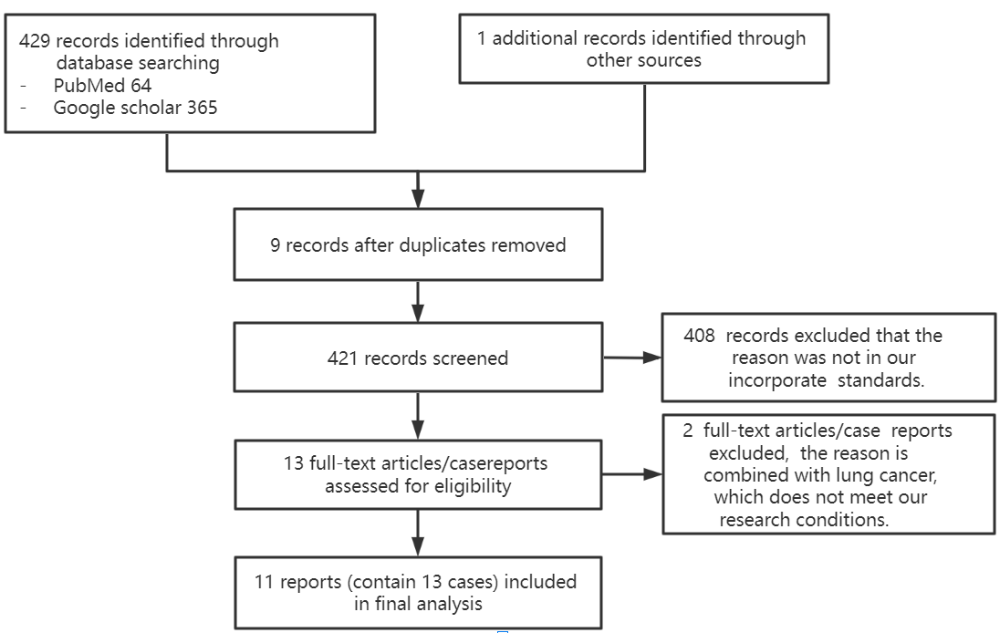 429 records identified through
database searching
- PubMed 64
- Google scholar 365
1 additional records identified through
other sources
9 records after duplicates removed
421 records screened
408 records excluded that the
reason was not in our
incorporate standards.
13 full-text articles/casereports
assessed for eligibility
2 full-text articles/case reports
excluded, the reason is
combined with lung cancer,
which does not meet our
research conditions.
11 reports (contain 13 cases) included
in final analysis